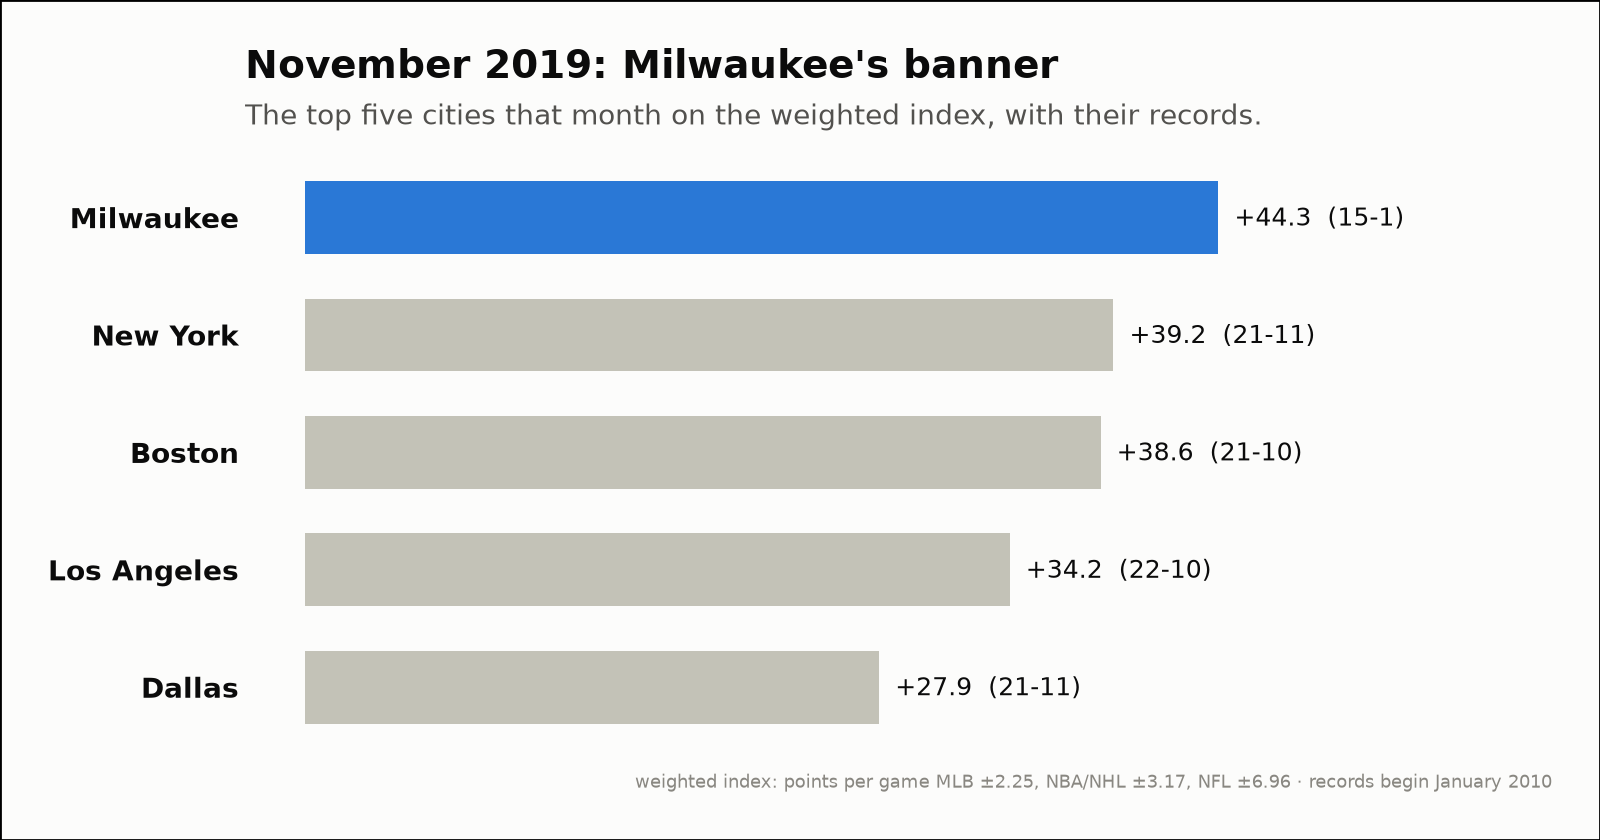 November 2019: Milwaukee's banner
The top five cities that month on the weighted index, with their records.
Milwaukee +44.3 (15-1)
New York +39.2 (21-11)
Boston +38.6 (21-10)
Los Angeles +34.2 (22-10)
Dallas +27.9 (21-11)
weighted index: points per game MLB ±2.25, NBA/NHL ±3.17, NFL ±6.96 · records begin January 2010